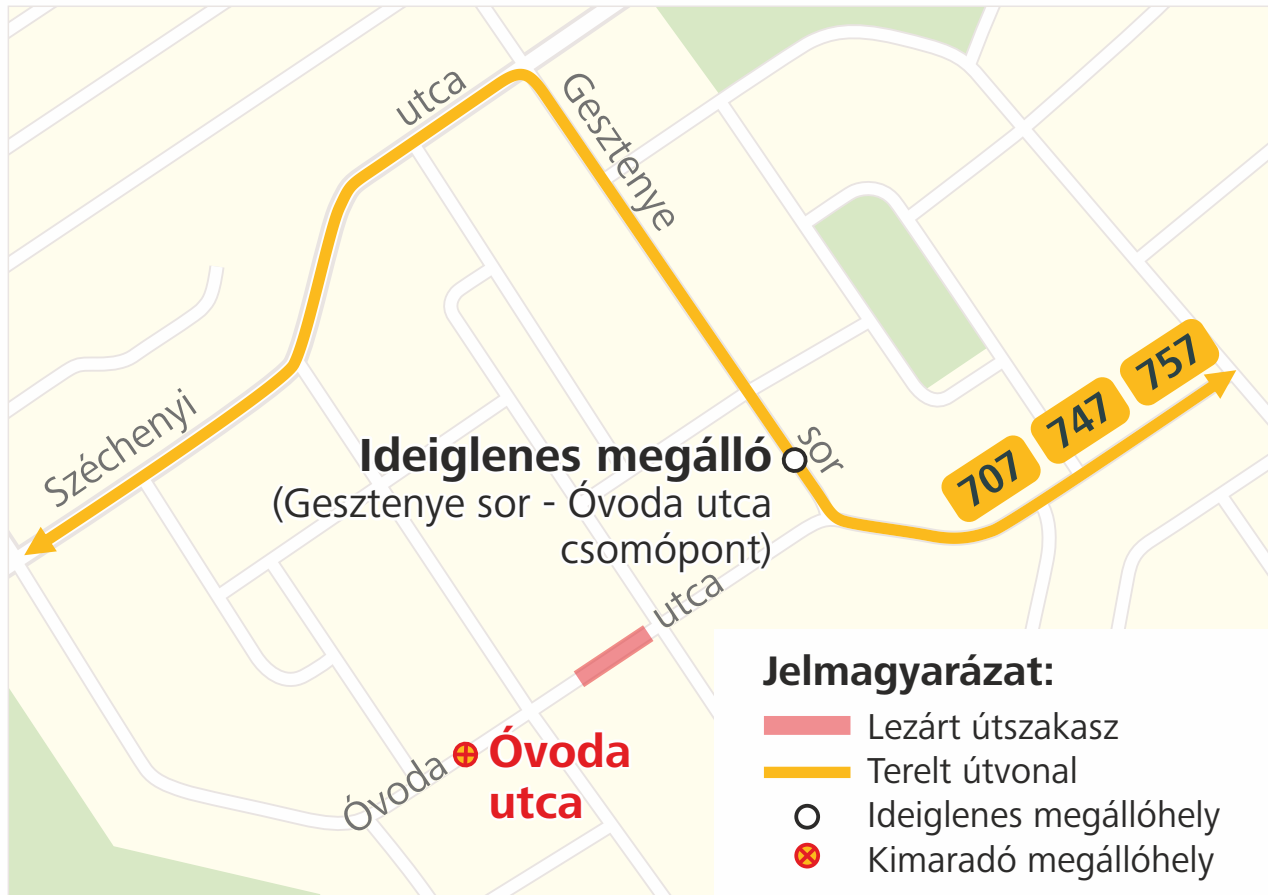 utca
Gesztenye
Széchenyi
757
747
707
sor
Ideiglenes megálló
(Gesztenye sor - Óvoda utca
csomópont)
utca
Óvoda
Óvoda
utca
Jelmagyarázat:
Lezárt útszakasz
Terelt útvonal
Ideiglenes megállóhely
Kimaradó megállóhely